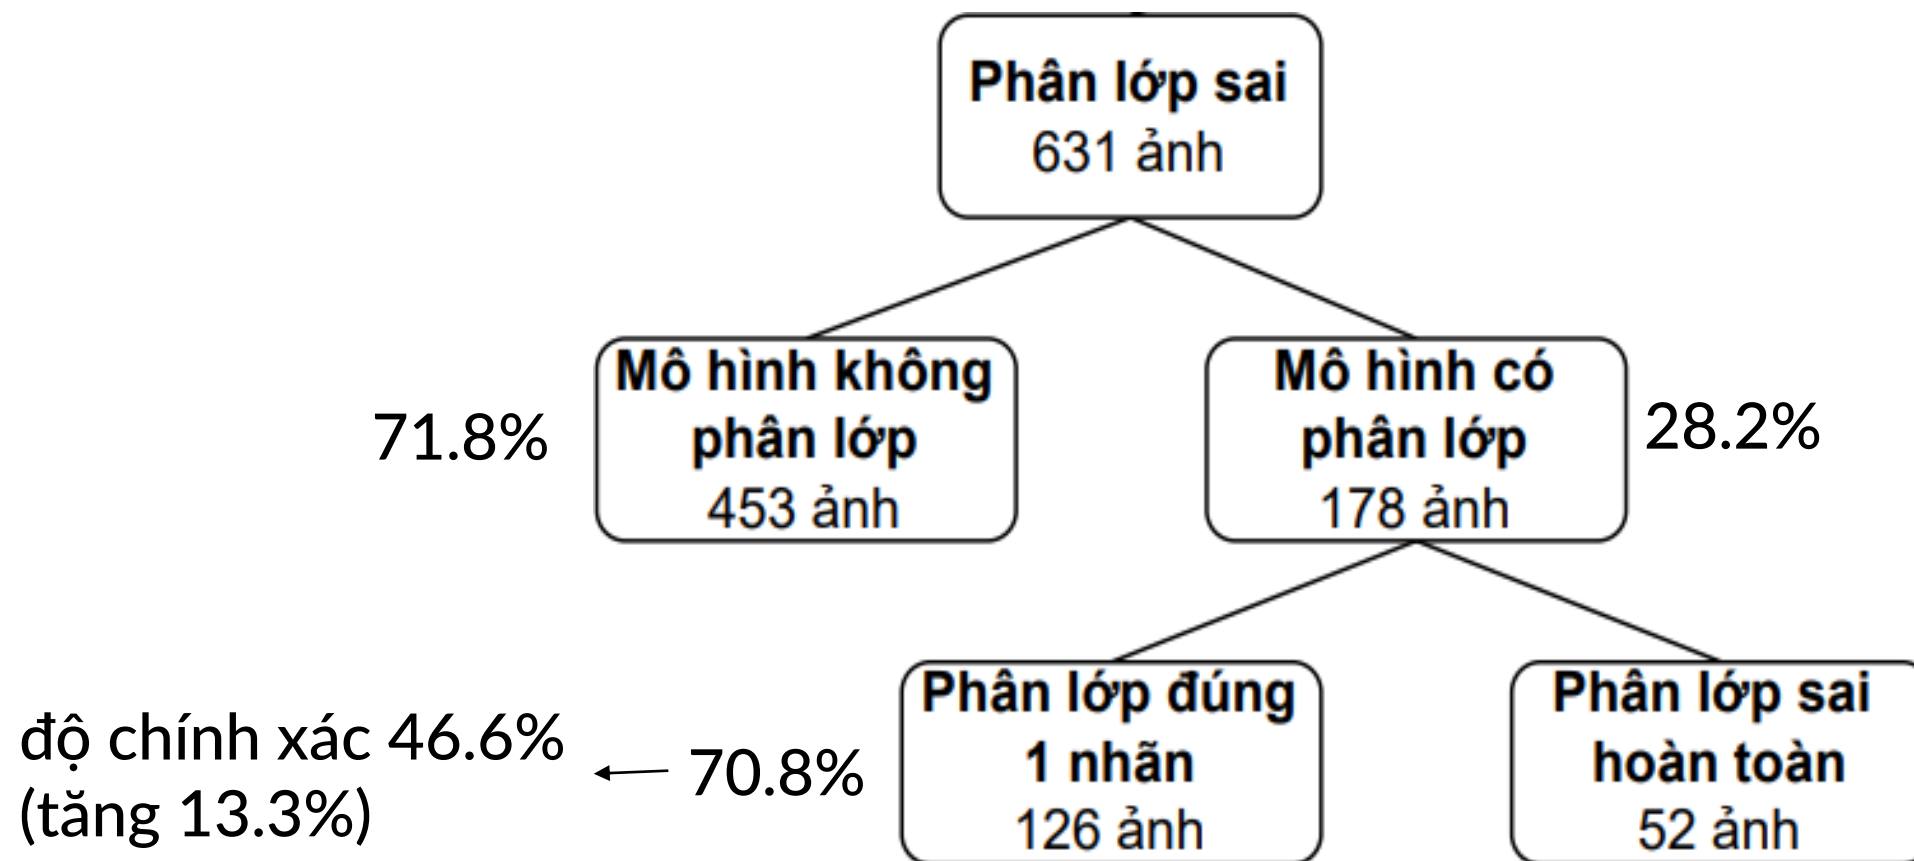 Phân lớp sai
631 ảnh
71.8%
Mô hình không
phân lớp
453 ảnh
Mô hình có
phân lớp
178 ảnh
28.2%
độ chính xác 46.6%
(tăng 13.3%)
70.8%
Phân lớp đúng
1 nhãn
126 ảnh
Phân lớp sai
hoàn toàn
52 ảnh